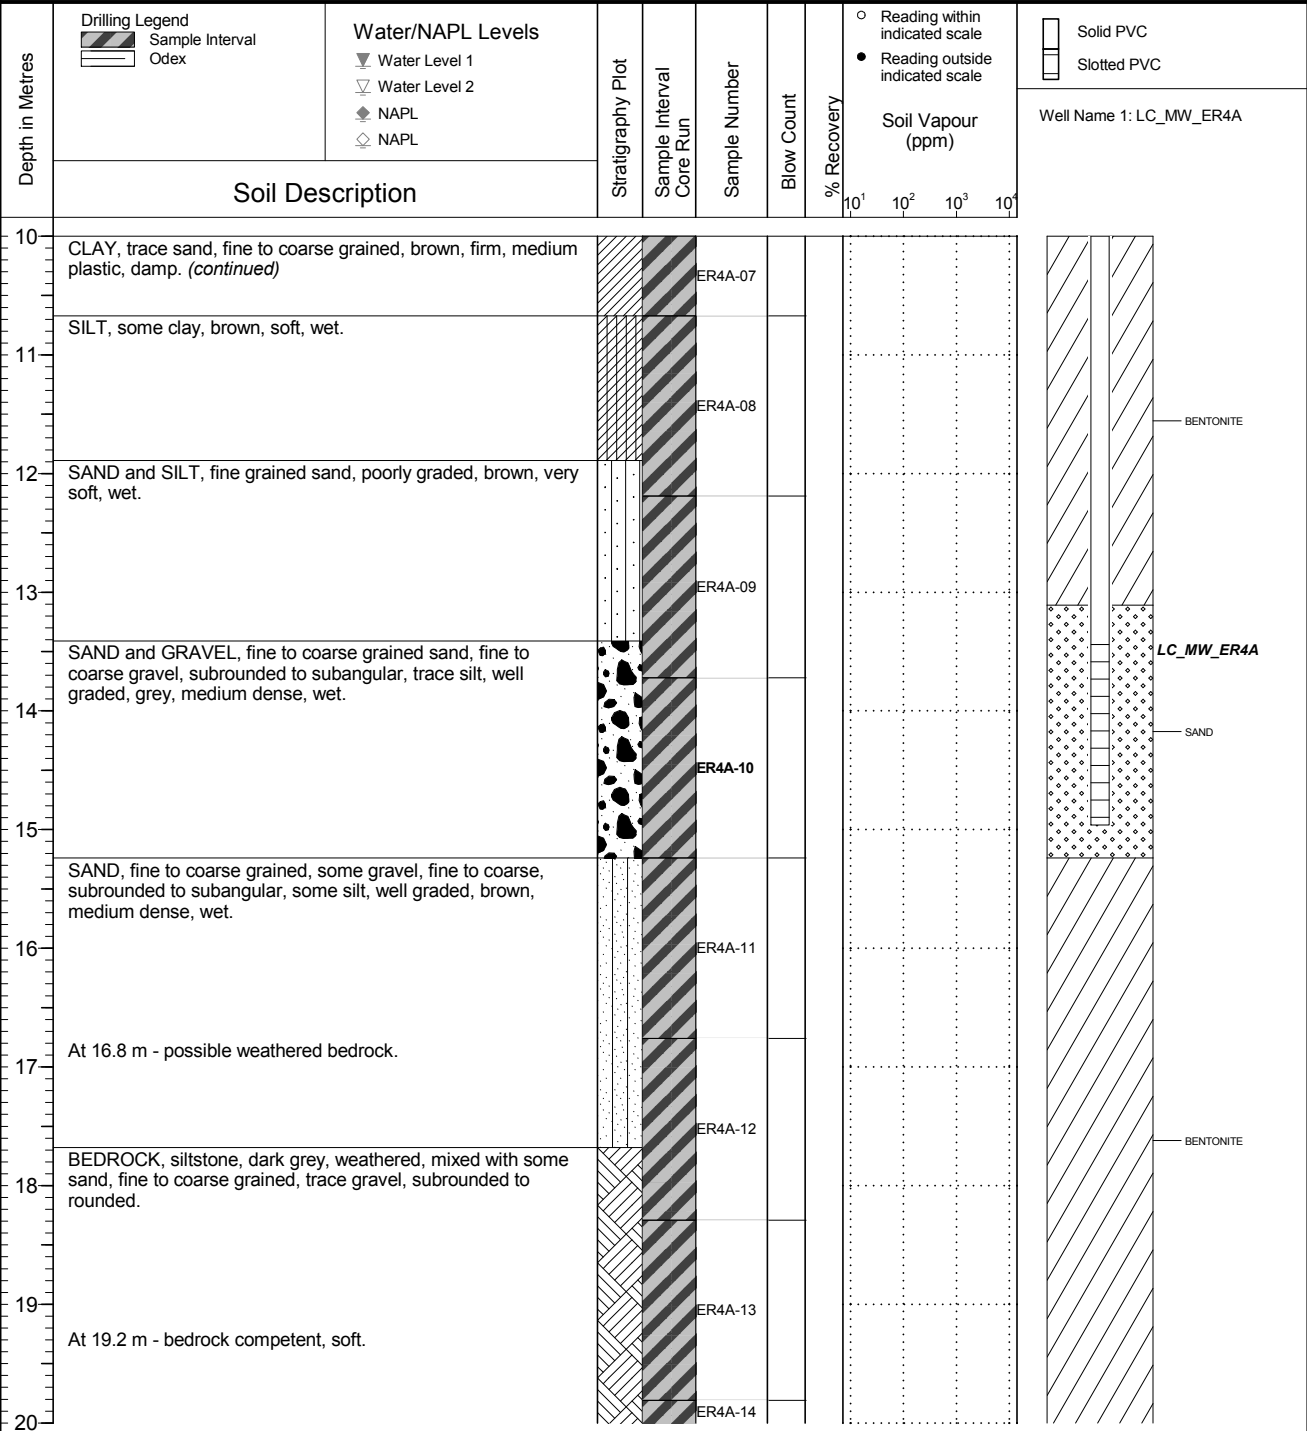 Drilling Legend
Sample Interval
Odex
Water/NAPL Levels
Water Level 1
Water Level 2
NAPL
NAPL
Depth in Metres
Soil Description
Stratigraphy Plot
Sample Interval
Core Run
Sample Number
Blow Count
% Recovery
Reading within
indicated scale
Reading outside
indicated scale
Soil Vapour
(ppm)
10¹ 10² 10³ 10⁴
Solid PVC
Slotted PVC
Well Name 1: LC_MW_ER4A
10
CLAY, trace sand, fine to coarse grained, brown, firm, medium
plastic, damp. (continued)
ER4A-07
SILT, some clay, brown, soft, wet.
11
ER4A-08
BENTONITE
12
SAND and SILT, fine grained sand, poorly graded, brown, very
soft, wet.
13
ER4A-09
SAND and GRAVEL, fine to coarse grained sand, fine to
coarse gravel, subrounded to subangular, trace silt, well
graded, grey, medium dense, wet.
LC_MW_ER4A
14
SAND
ER4A-10
15
SAND, fine to coarse grained, some gravel, fine to coarse,
subrounded to subangular, some silt, well graded, brown,
medium dense, wet.
16
ER4A-11
At 16.8 m - possible weathered bedrock.
17
ER4A-12
BENTONITE
BEDROCK, siltstone, dark grey, weathered, mixed with some
sand, fine to coarse grained, trace gravel, subrounded to
rounded.
18
19
ER4A-13
At 19.2 m - bedrock competent, soft.
ER4A-14
20